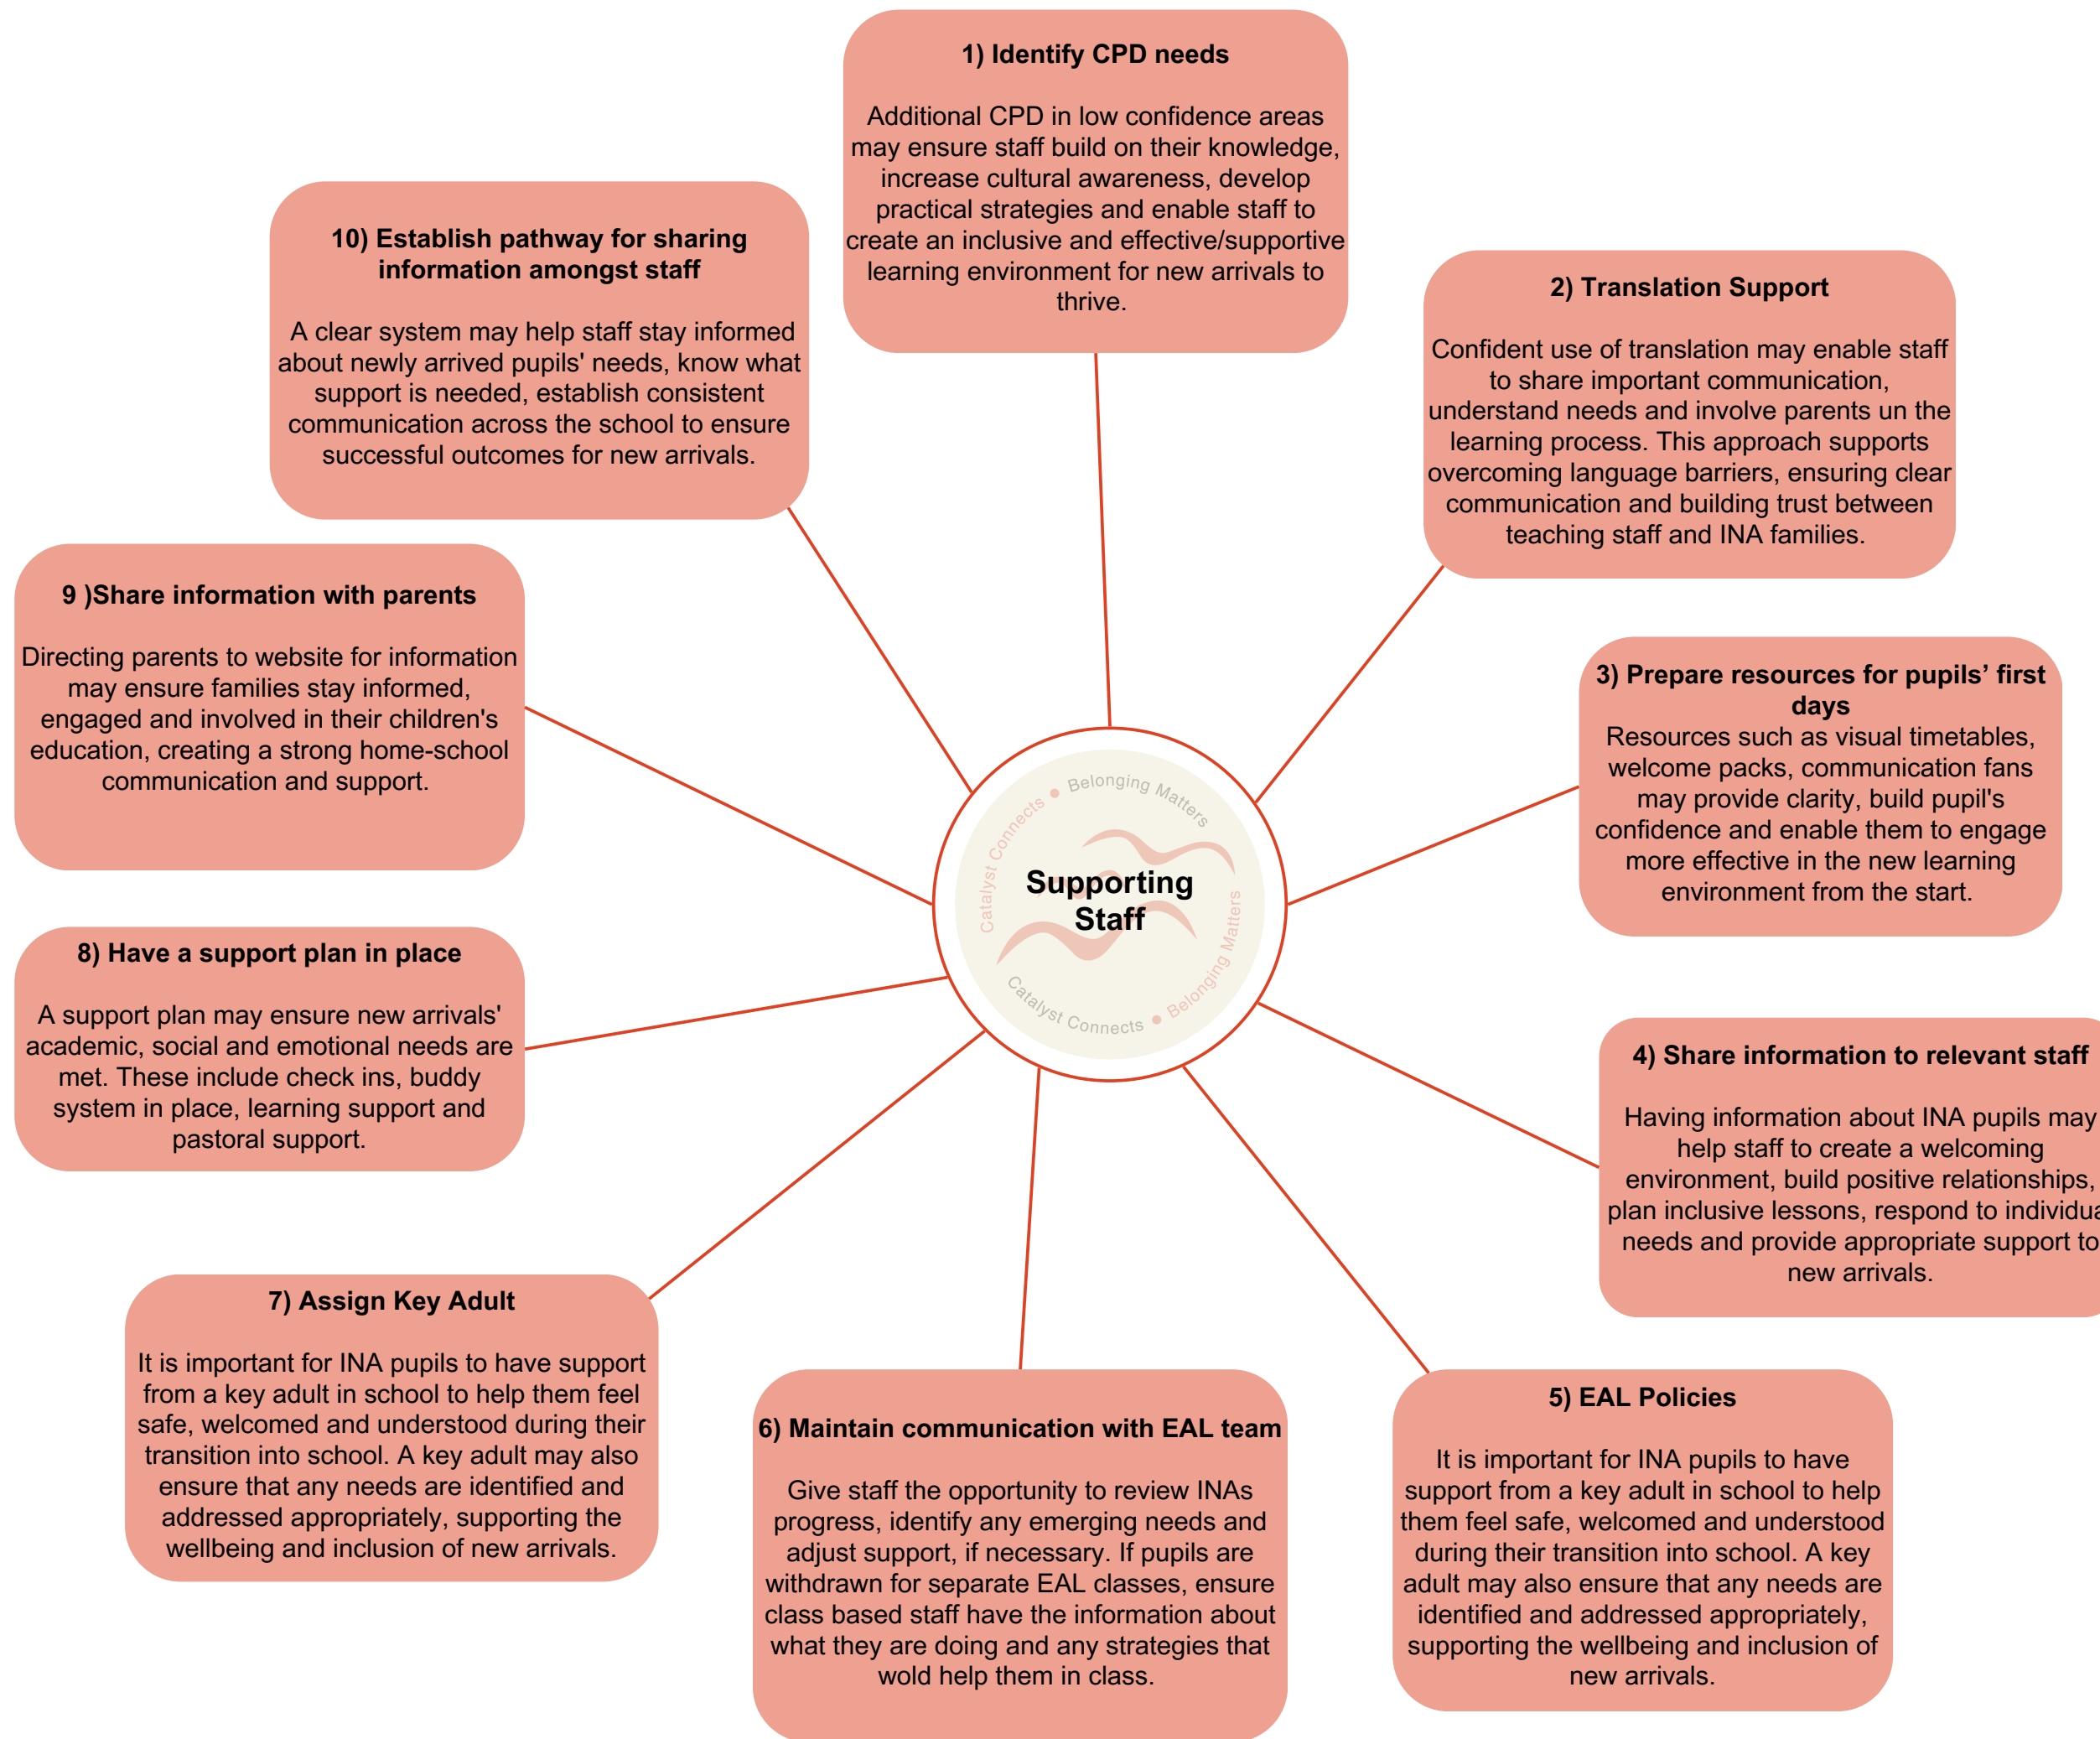 1) Identify CPD needs
Additional CPD in low confidence areas
may ensure staff build on their knowledge,
increase cultural awareness, develop
practical strategies and enable staff to
create an inclusive and effective/supportive
learning environment for new arrivals to
thrive.
2) Translation Support
Confident use of translation may enable staff
to share important communication,
understand needs and involve parents un the
learning process. This approach supports
overcoming language barriers, ensuring clear
communication and building trust between
teaching staff and INA families.
3) Prepare resources for pupils’ first
days
Resources such as visual timetables,
welcome packs, communication fans
may provide clarity, build pupil's
confidence and enable them to engage
more effective in the new learning
environment from the start.
4) Share information to relevant staff
Having information about INA pupils may
help staff to create a welcoming
environment, build positive relationships,
plan inclusive lessons, respond to individua
needs and provide appropriate support to
new arrivals.
5) EAL Policies
It is important for INA pupils to have
support from a key adult in school to help
them feel safe, welcomed and understood
during their transition into school. A key
adult may also ensure that any needs are
identified and addressed appropriately,
supporting the wellbeing and inclusion of
new arrivals.
6) Maintain communication with EAL team
Give staff the opportunity to review INAs
progress, identify any emerging needs and
adjust support, if necessary. If pupils are
withdrawn for separate EAL classes, ensure
class based staff have the information about
what they are doing and any strategies that
wold help them in class.
7) Assign Key Adult
It is important for INA pupils to have support
from a key adult in school to help them feel
safe, welcomed and understood during their
transition into school. A key adult may also
ensure that any needs are identified and
addressed appropriately, supporting the
wellbeing and inclusion of new arrivals.
8) Have a support plan in place
A support plan may ensure new arrivals'
academic, social and emotional needs are
met. These include check ins, buddy
system in place, learning support and
pastoral support.
9 )Share information with parents
Directing parents to website for information
may ensure families stay informed,
engaged and involved in their children's
education, creating a strong home-school
communication and support.
10) Establish pathway for sharing
information amongst staff
A clear system may help staff stay informed
about newly arrived pupils' needs, know what
support is needed, establish consistent
communication across the school to ensure
successful outcomes for new arrivals.
Catalyst Connects • Belonging Matters
Supporting
Staff
Catalyst Connects • Belonging Matters